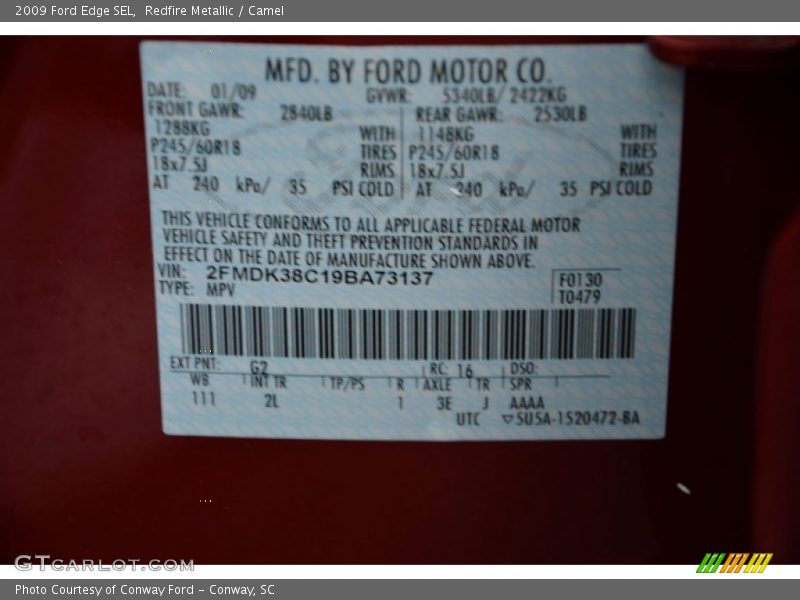 2009 Ford Edge SEL, Redfire Metallic / Camel
MFD. BY FORD MOTOR CO.
DATE: 01/09 GVWR: 5340LB/ 2422KG
FRONT GAWR: 2840LB REAR GAWR: 2530LB
1288KG WITH 1148KG WITH
P245/60R18 TIRES P245/60R18 TIRES
18x7.5J RIMS 18x7.5J RIMS
AT 240 kPa/ 35 PSI COLD AT 240 kPa/ 35 PSI COLD
THIS VEHICLE CONFORMS TO ALL APPLICABLE FEDERAL MOTOR
VEHICLE SAFETY AND THEFT PREVENTION STANDARDS IN
EFFECT ON THE DATE OF MANUFACTURE SHOWN ABOVE.
VIN: 2FMDK38C19BA73137 F0130
TYPE: MPV T0479
EXT PNT: G2 RC: 16 DSO:
WB INT TR TP/PS R AXLE TR SPR
111 2L 1 3E J AAAA
UTC ▽5U5A-1520472-BA
GTCARLOT.COM
Photo Courtesy of Conway Ford - Conway, SC